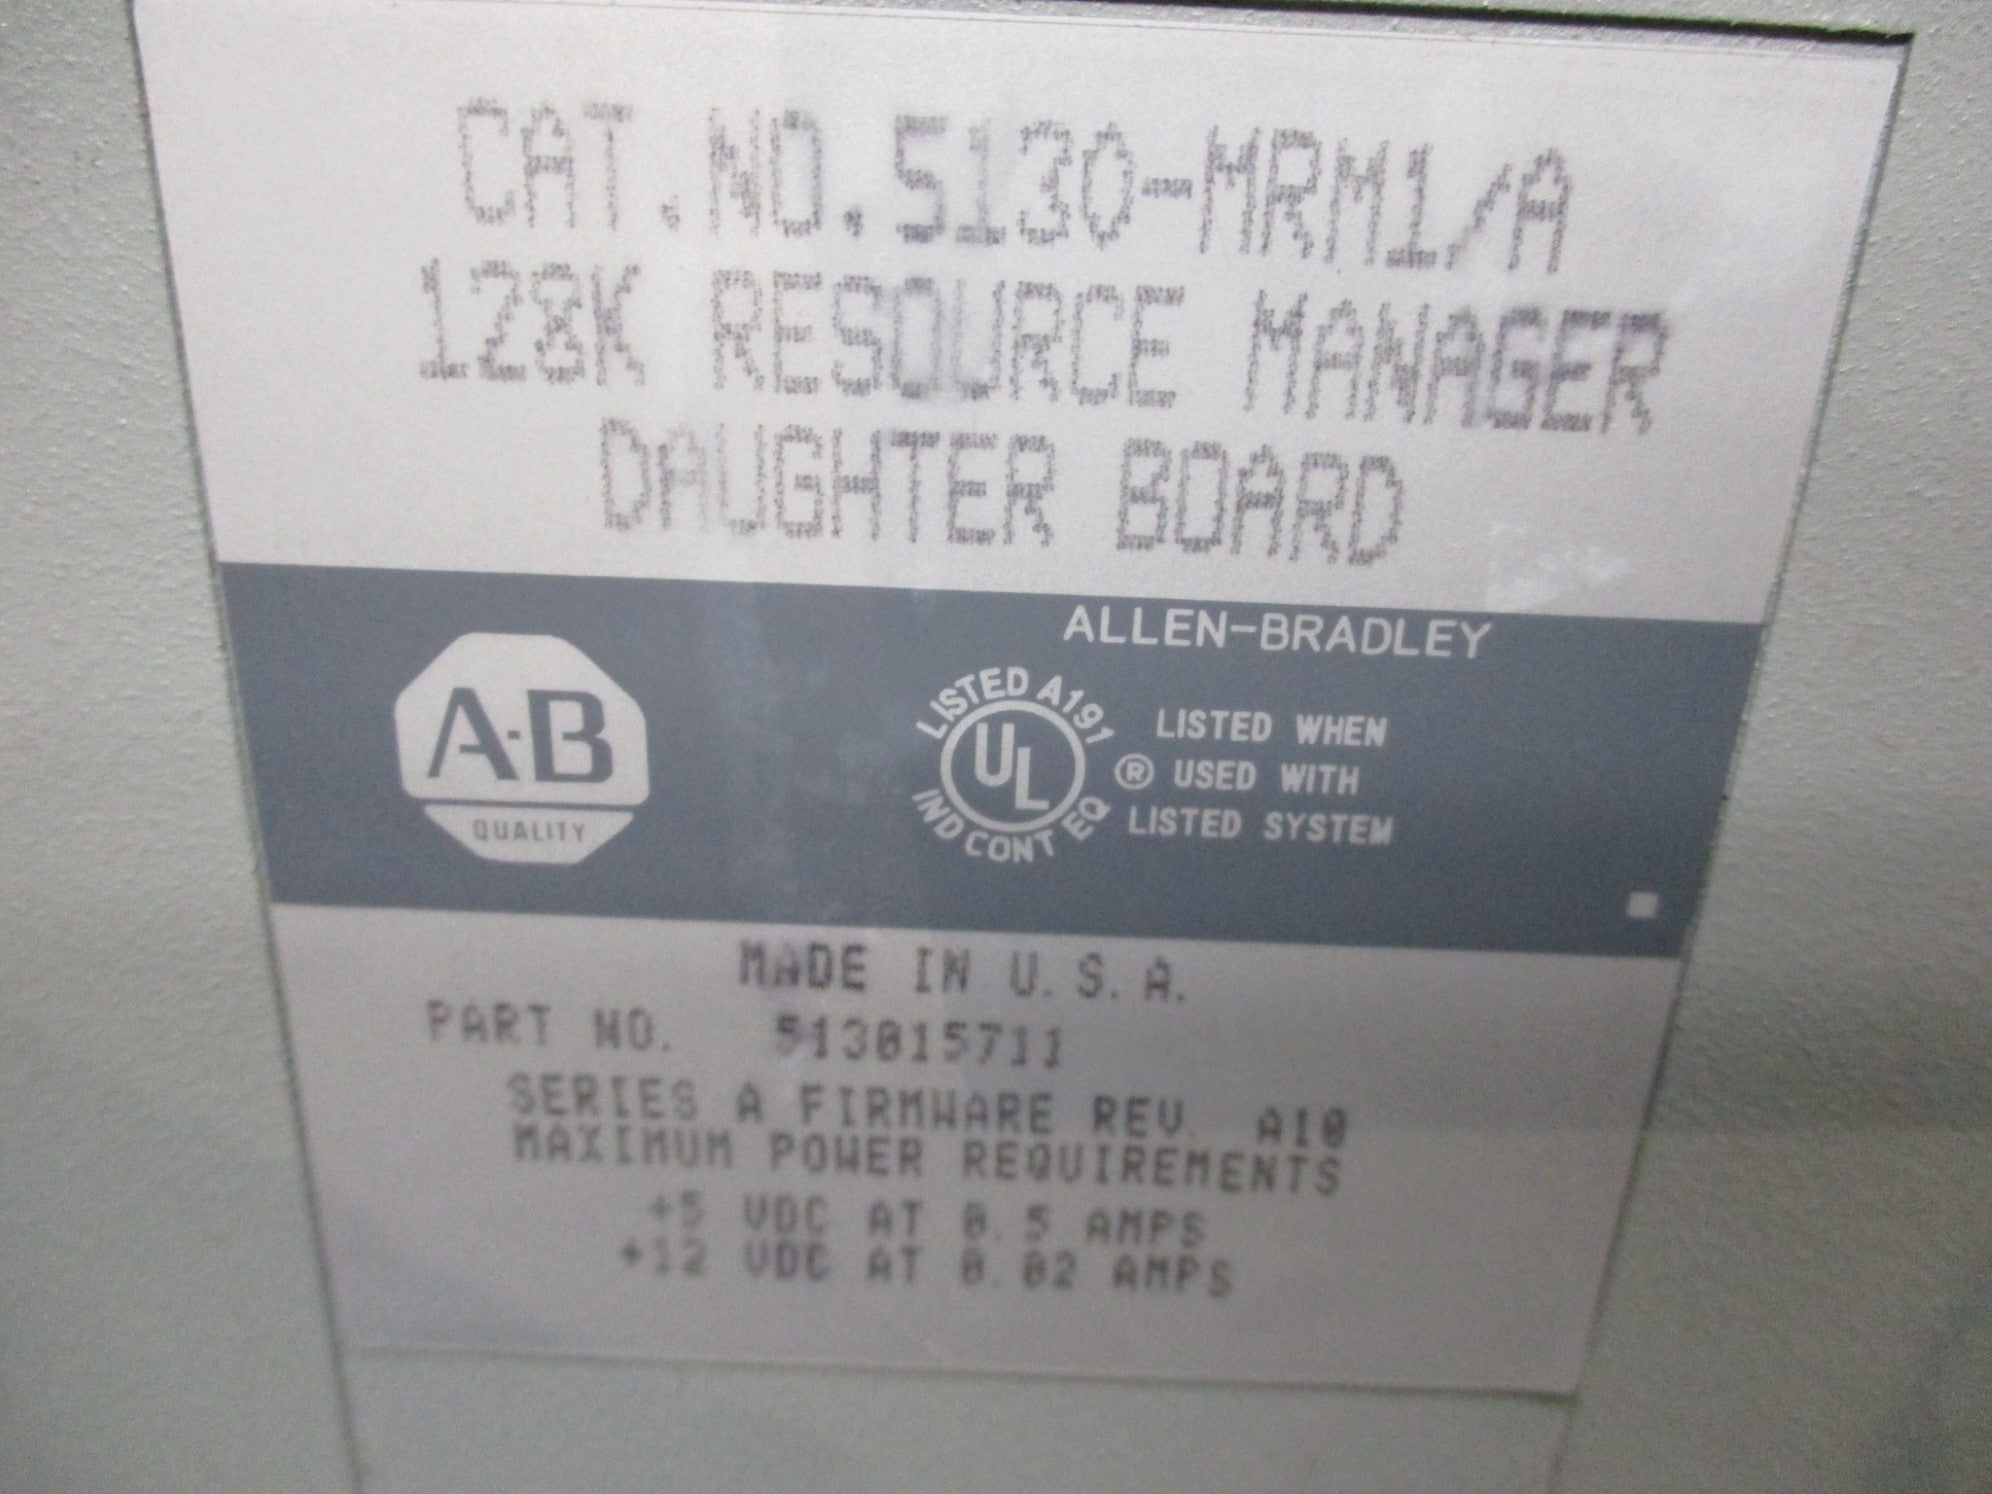 CAT.NO.5130-MRM1/A
128K RESOURCE MANAGER
DAUGHTER BOARD
ALLEN-BRADLEY
A-B
QUALITY
LISTED A191
UL
IND CONT EQ
®
LISTED WHEN
USED WITH
LISTED SYSTEM
MADE IN U.S.A.
PART NO. 513015711
SERIES A FIRMWARE REV. A10
MAXIMUM POWER REQUIREMENTS
+5 VDC AT 0.5 AMPS
+12 VDC AT 0.02 AMPS